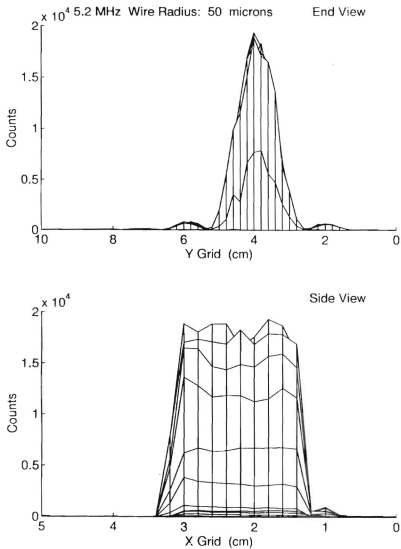 x 10^4 5.2 MHz Wire Radius: 50 microns End View
2
1.5
1
0.5
0
Counts
10 8 6 4 2 0
Y Grid (cm)
x 10^4 Side View
2
1.5
1
0.5
0
Counts
5 4 3 2 1 0
X Grid (cm)